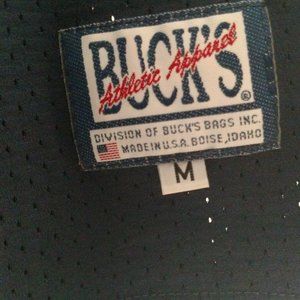 BUCK'S
Athletic Apparel
®
DIVISION OF BUCK'S BAGS INC.
MADE IN U.S.A. BOISE, IDAHO
M